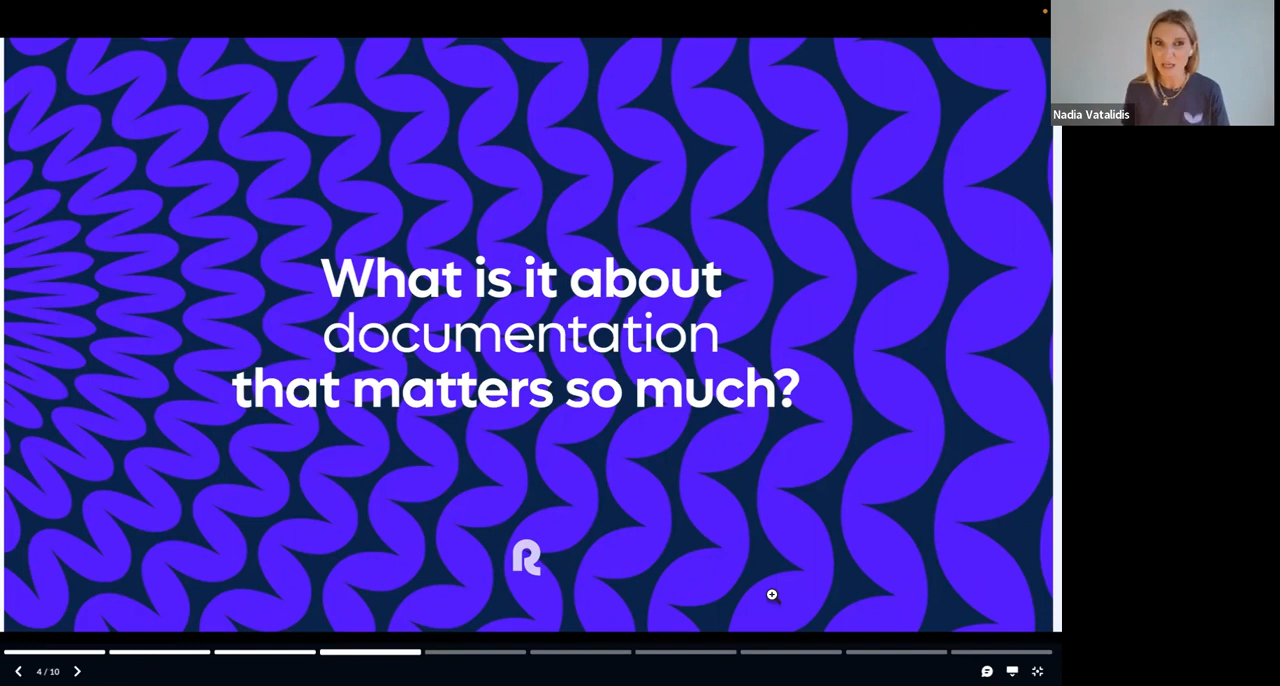 Nadia Vatalidis
What is it about
documentation
that matters so much?
R
4 / 10